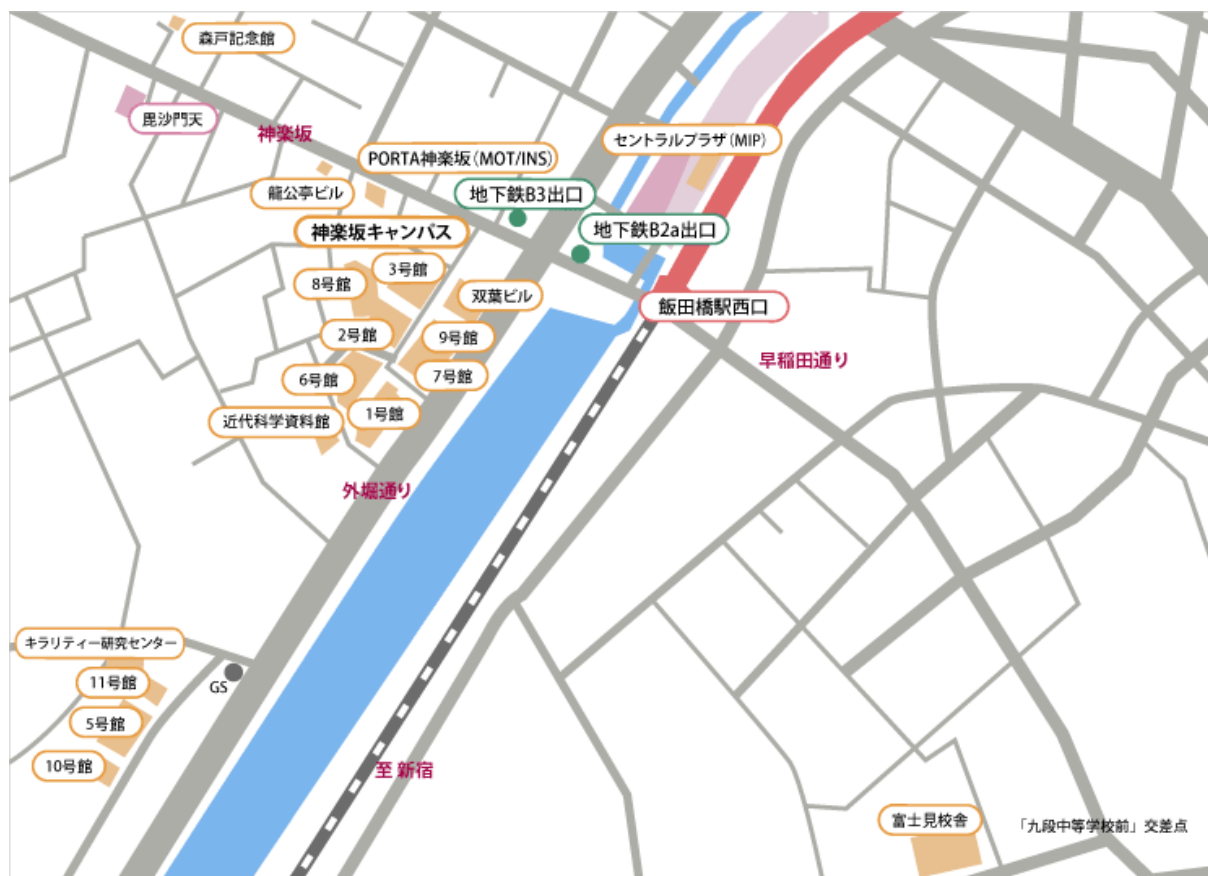 森戸記念館
毘沙門天
神楽坂
セントラルプラザ(MIP)
PORTA神楽坂(MOT/INS)
龍公亭ビル
地下鉄B3出口
地下鉄B2a出口
神楽坂キャンパス
3号館
8号館
双葉ビル
飯田橋駅西口
2号館
9号館
早稲田通り
6号館
7号館
1号館
近代科学資料館
外堀通り
キラリティー研究センター
11号館
GS
5号館
10号館
至 新宿
富士見校舎
「九段中等学校前」交差点